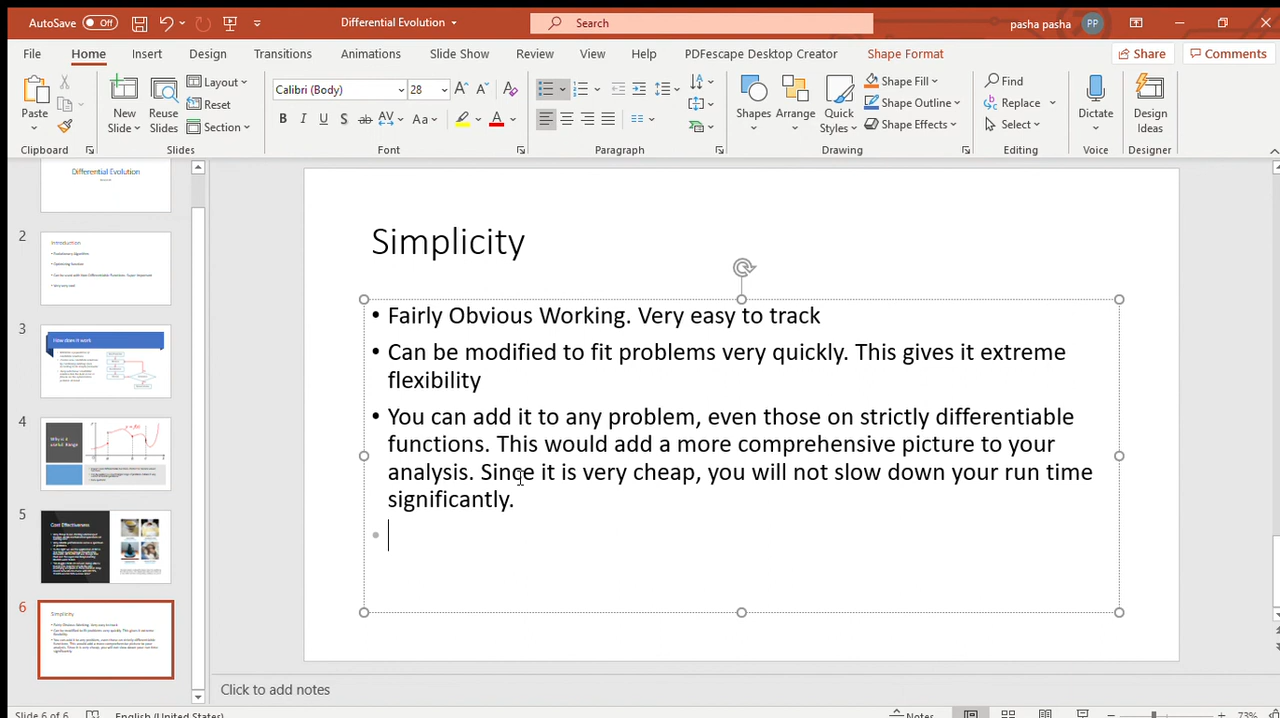 AutoSave Off Differential Evolution Search pasha pasha PP
File Home Insert Design Transitions Animations Slide Show Review View Help PDFescape Desktop Creator Shape Format Share Comments
Paste
Clipboard
New Slide
Reuse Slides
Layout
Reset
Section
Slides
Calibri (Body) 28
Font
Paragraph
Shapes
Arrange
Quick Styles
Shape Fill
Shape Outline
Shape Effects
Drawing
Find
Replace
Select
Editing
Dictate
Voice
Design Ideas
Designer
Differential Evolution
2
Introduction
3
How does it work
4
5
Cost Effectiveness
6
Simplicity
Simplicity
• Fairly Obvious Working. Very easy to track
• Can be modified to fit problems very quickly. This gives it extreme
flexibility
• You can add it to any problem, even those on strictly differentiable
functions. This would add a more comprehensive picture to your
analysis. Since it is very cheap, you will not slow down your run time
significantly.
Click to add notes
Slide 6 of 6 English (United States) Notes 73%